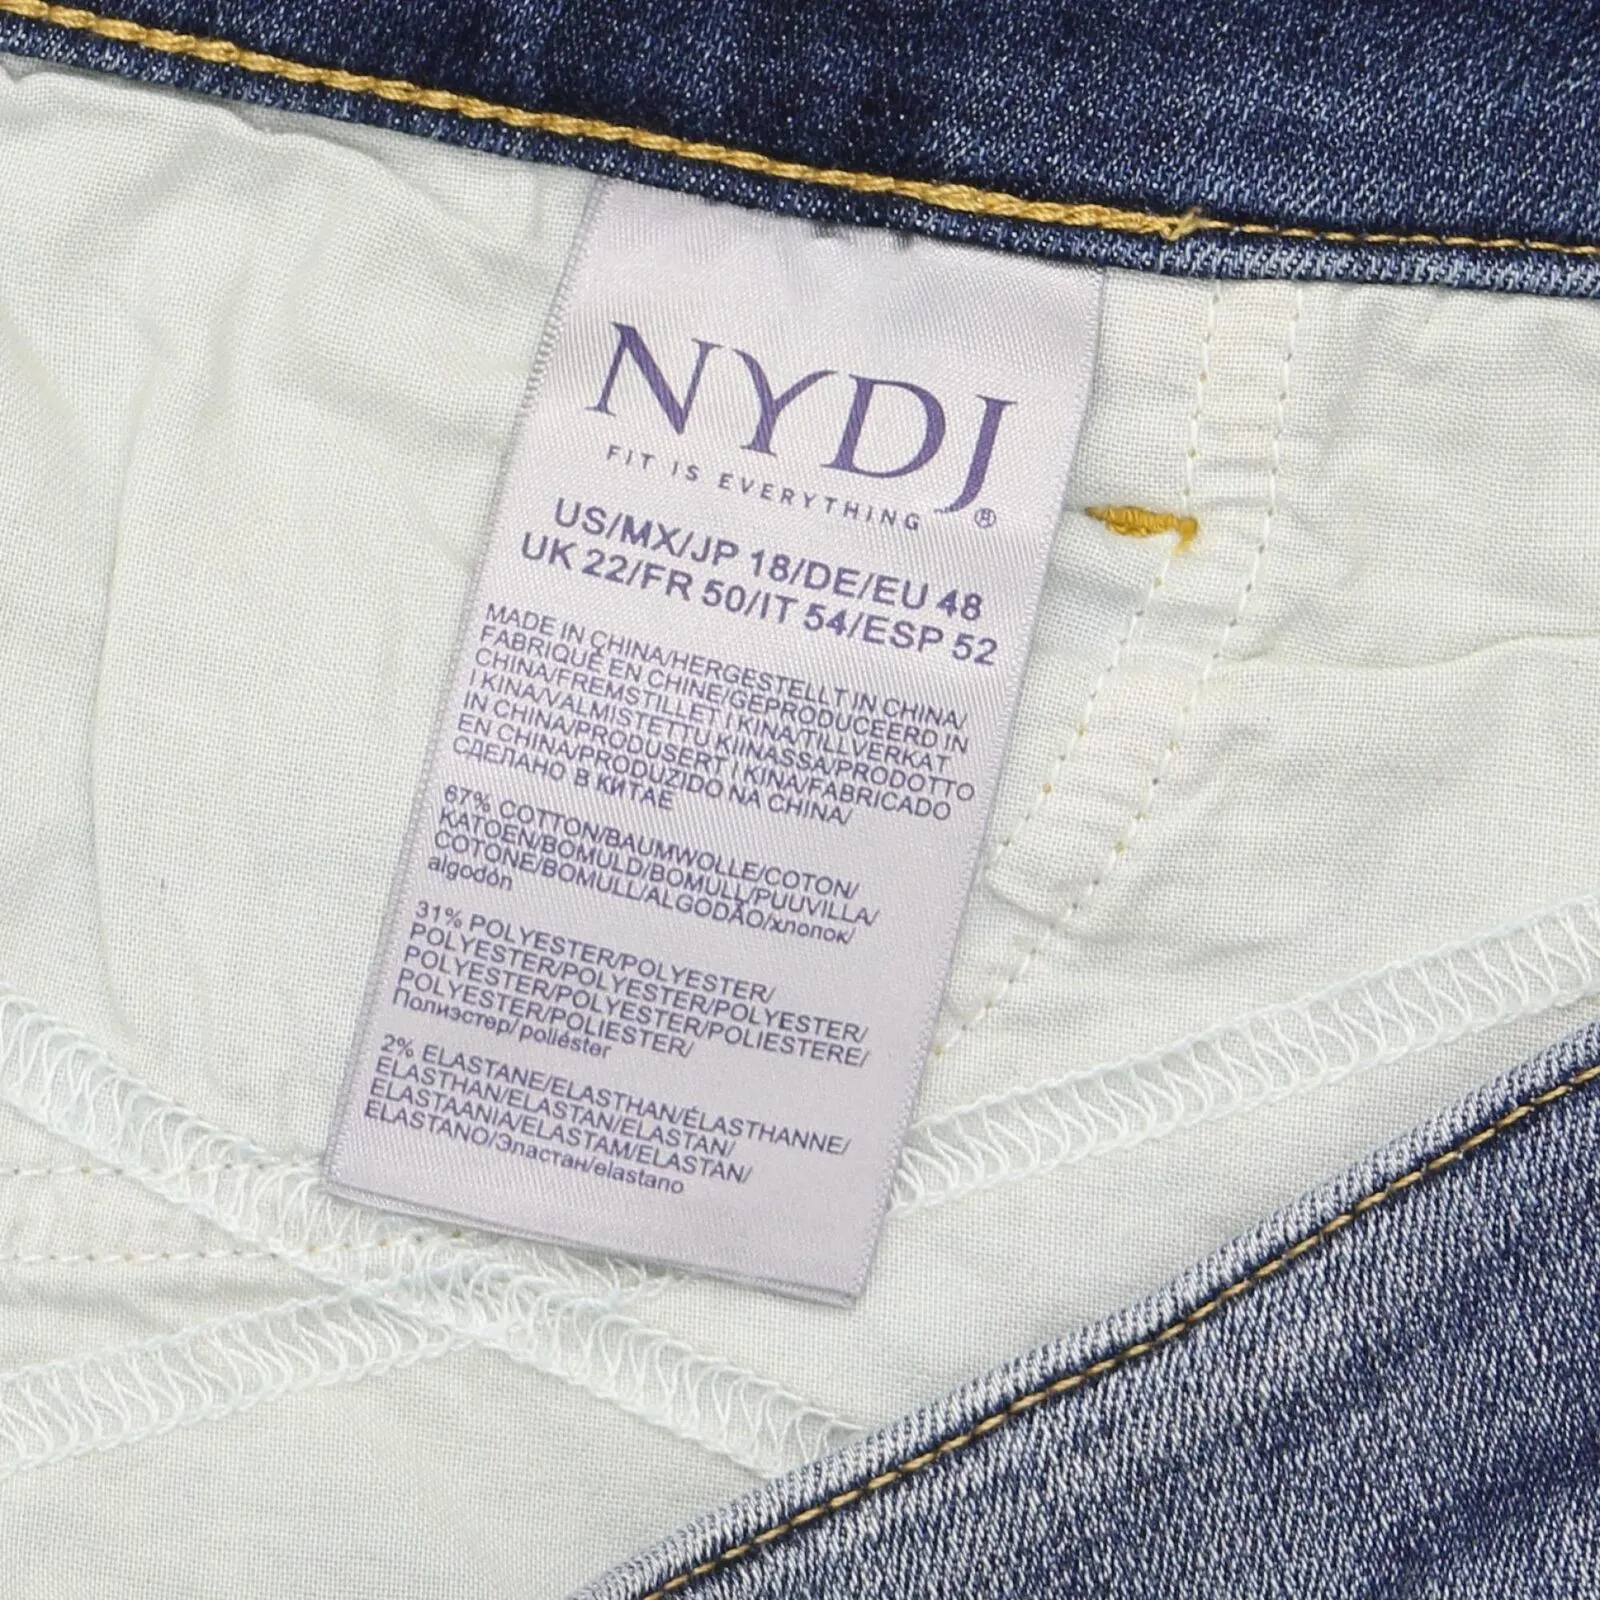 NYDJ®
FIT IS EVERYTHING
US/MX/JP 18/DE/EU 48
UK 22/FR 50/IT 54/ESP 52
MADE IN CHINA/HERGESTELLT IN CHINA/
FABRIQUÉ EN CHINE/GEPRODUCEERD IN
CHINA/FREMSTILLET I KINA/TILLVERKAT
I KINA/VALMISTETTU KIINASSA/PRODOTTO
IN CHINA/PRODUSERT I KINA/FABRICADO
EN CHINA/PRODUZIDO NA CHINA/
СДЕЛАНО В КИТАЕ
67% COTTON/BAUMWOLLE/COTON/
KATOEN/BOMULD/BOMULL/PUUVILLA/
COTONE/BOMULL/ALGODÃO/хлопок/
algodón
31% POLYESTER/POLYESTER/
POLYESTER/POLYESTER/POLYESTER/
POLYESTER/POLYESTER/POLIESTERE/
POLYESTER/POLIESTER/
Полиэстер/poliéster
2% ELASTANE/ELASTHAN/ÉLASTHANNE/
ELASTHAN/ELASTAN/ELASTAN/
ELASTAANIA/ELASTAM/ELASTAN/
ELASTANO/Эластан/elastano